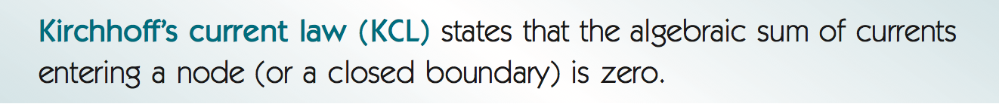 Kirchhoff's current law (KCL) states that the algebraic sum of currents
entering a node (or a closed boundary) is zero.